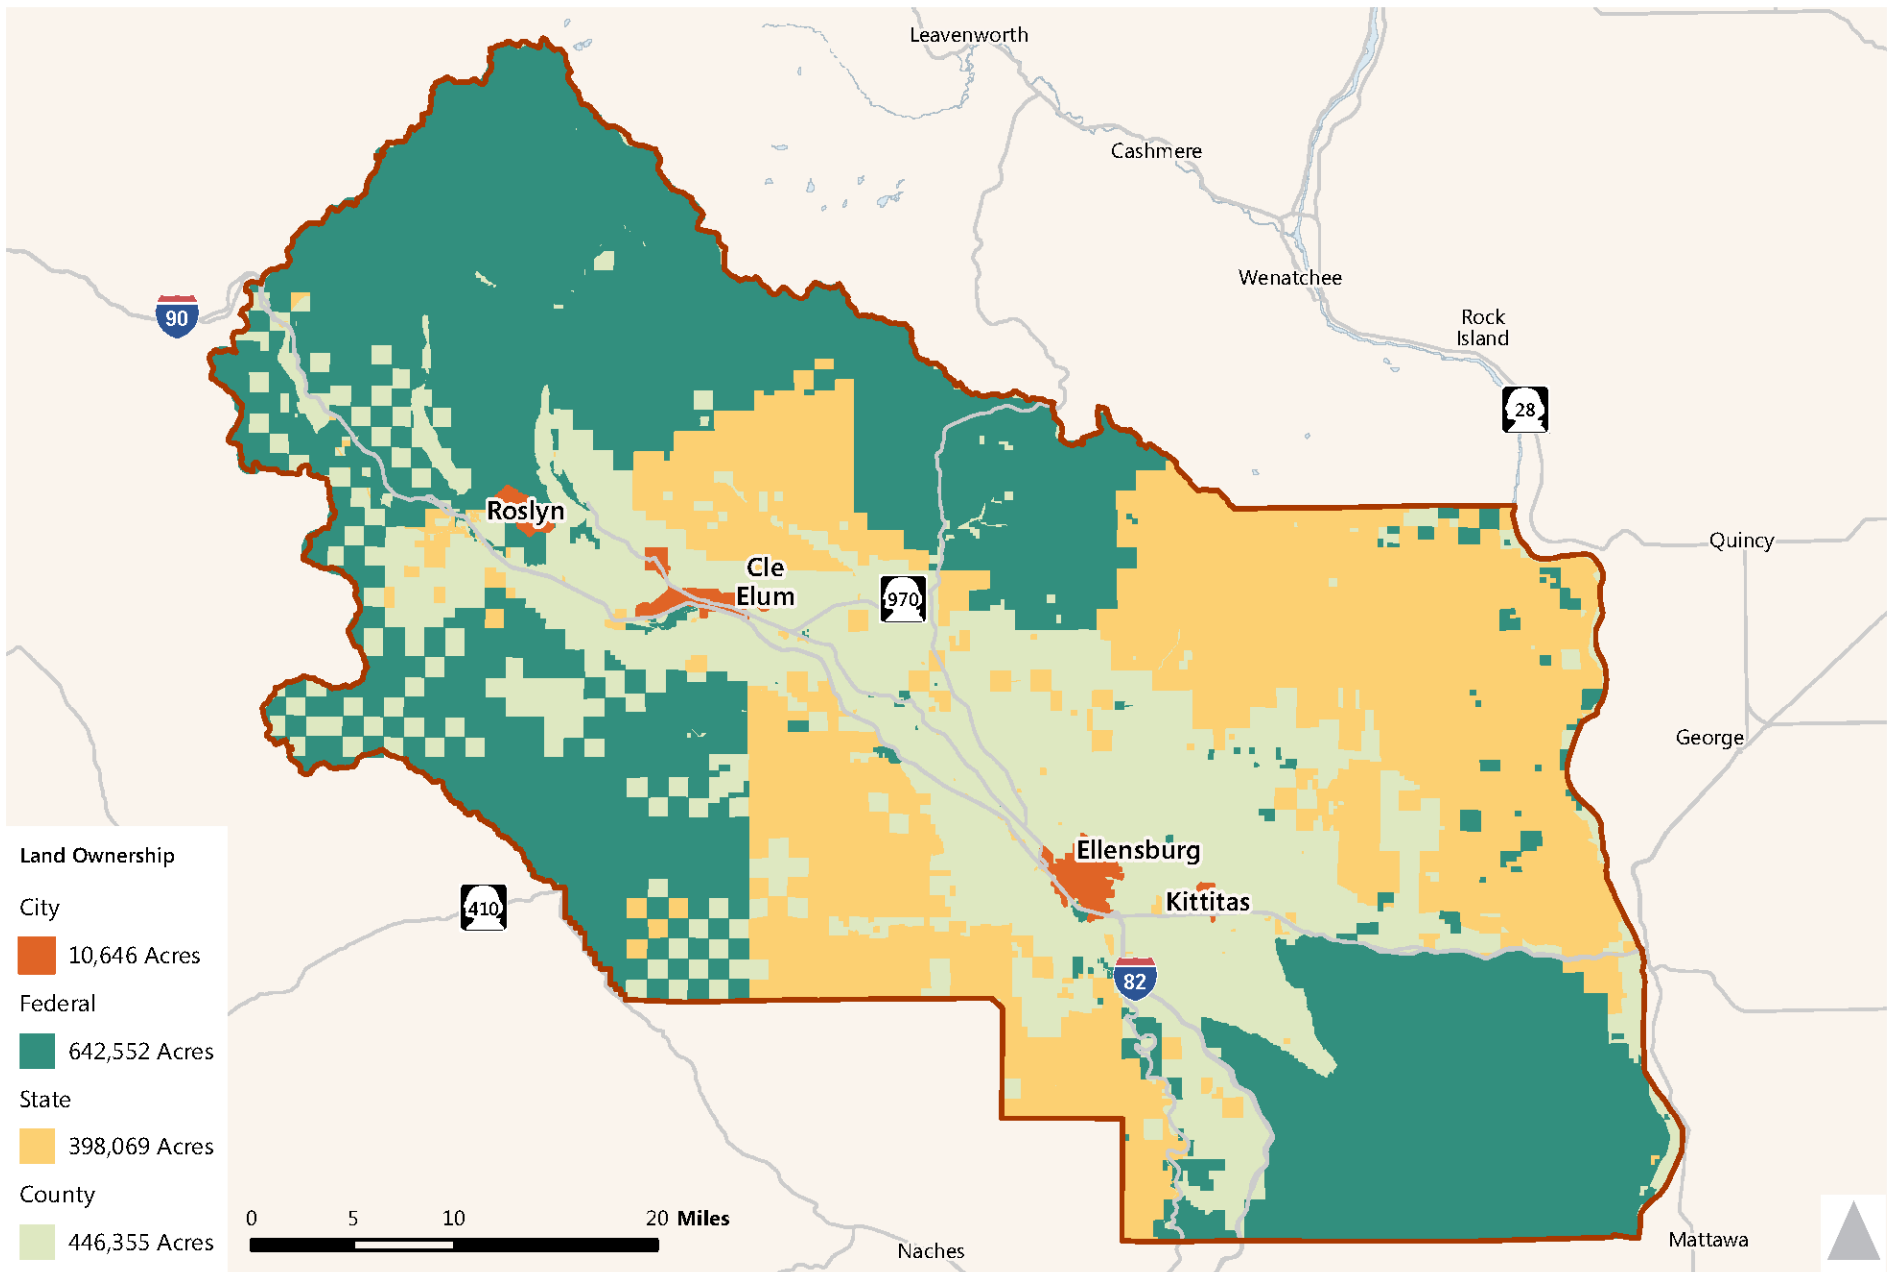 Leavenworth
Cashmere
Wenatchee
90
Rock
Island
28
Roslyn
Quincy
Cle
Elum
970
George
Land Ownership
Ellensburg
Kittitas
City
410
10,646 Acres
82
Federal
642,552 Acres
State
398,069 Acres
County
446,355 Acres
0 5 10 20 Miles
Naches
Mattawa